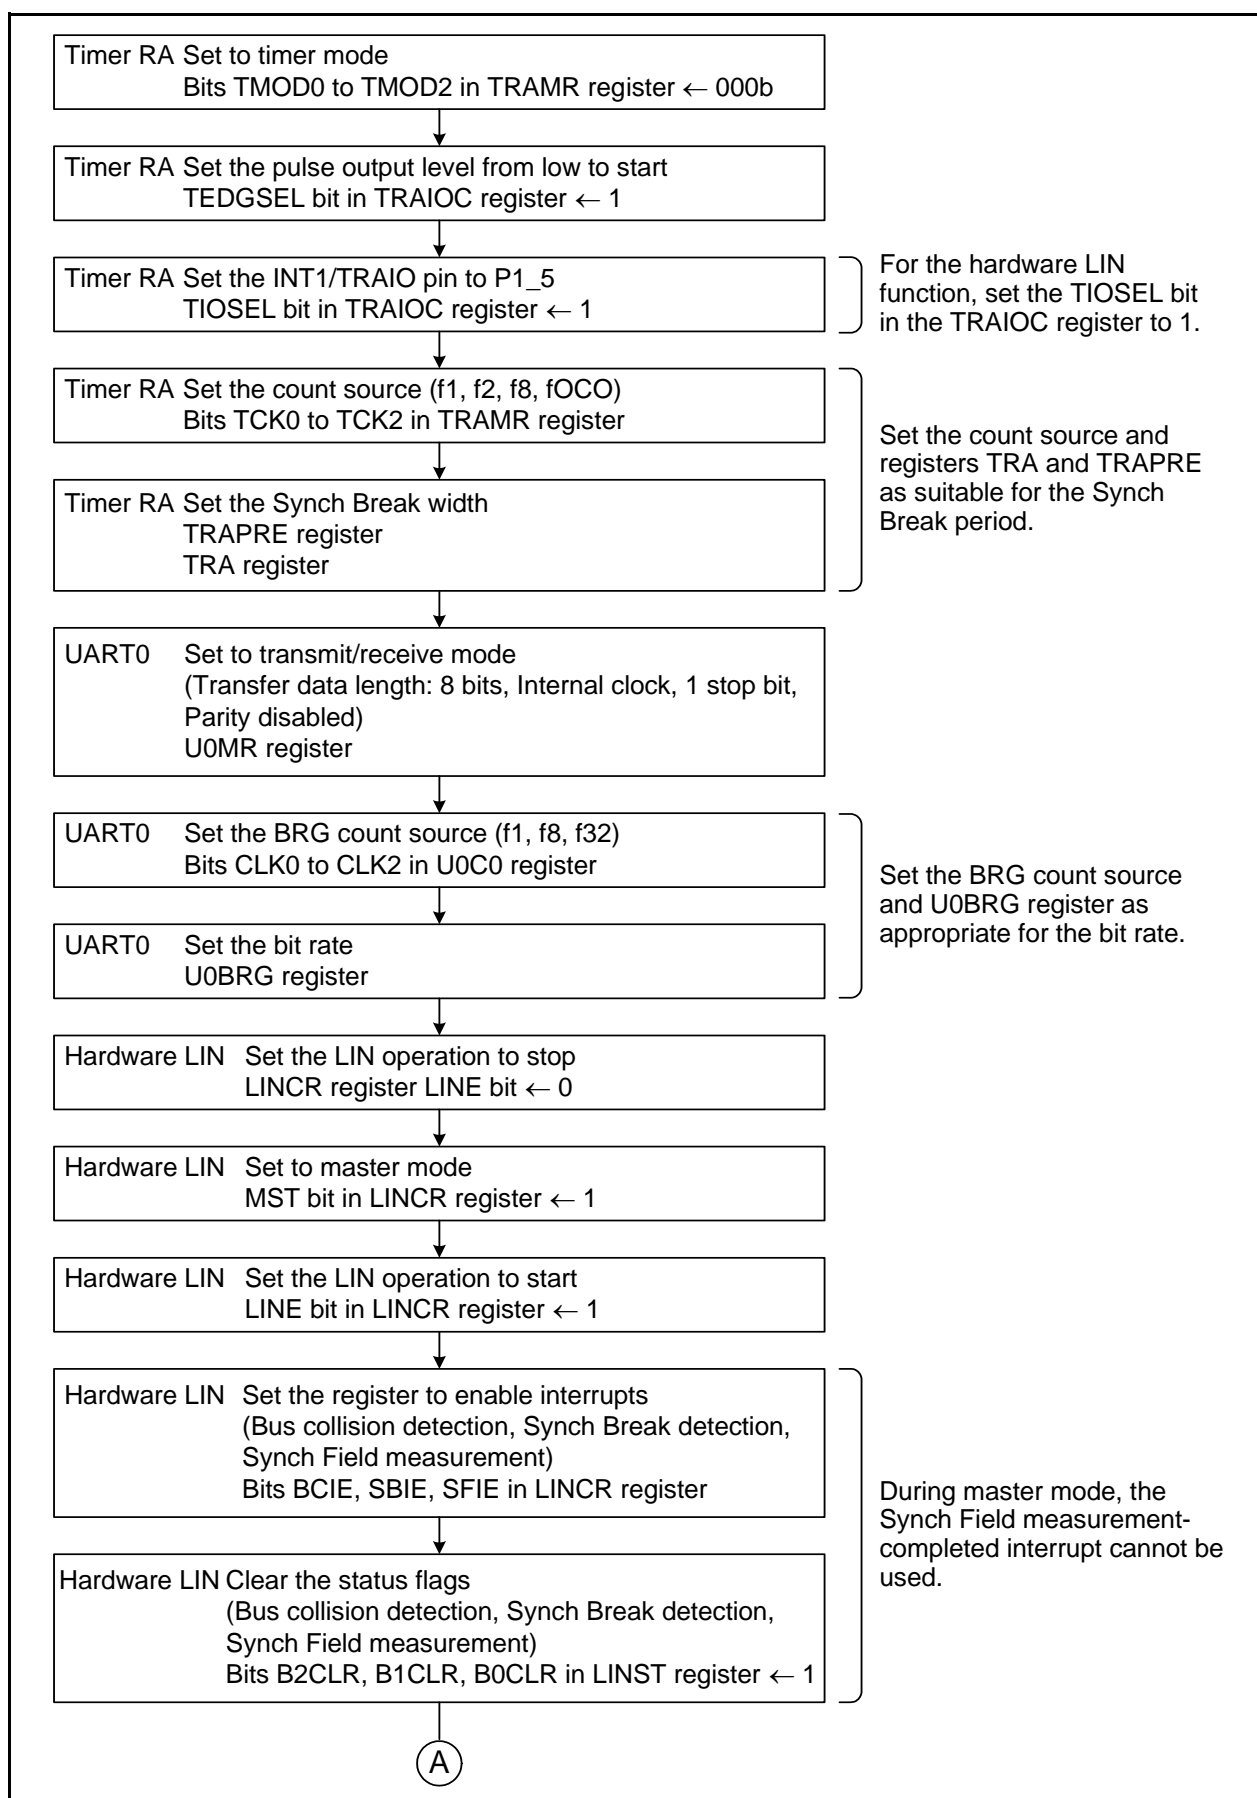 Timer RA Set to timer mode
Bits TMOD0 to TMOD2 in TRAMR register ← 000b
Timer RA Set the pulse output level from low to start
TEDGSEL bit in TRAIOC register ← 1
Timer RA Set the INT1/TRAIO pin to P1_5
TIOSEL bit in TRAIOC register ← 1
For the hardware LIN
function, set the TIOSEL bit
in the TRAIOC register to 1.
Timer RA Set the count source (f1, f2, f8, fOCO)
Bits TCK0 to TCK2 in TRAMR register
Timer RA Set the Synch Break width
TRAPRE register
TRA register
Set the count source and
registers TRA and TRAPRE
as suitable for the Synch
Break period.
UART0 Set to transmit/receive mode
(Transfer data length: 8 bits, Internal clock, 1 stop bit,
Parity disabled)
U0MR register
UART0 Set the BRG count source (f1, f8, f32)
Bits CLK0 to CLK2 in U0C0 register
UART0 Set the bit rate
U0BRG register
Set the BRG count source
and U0BRG register as
appropriate for the bit rate.
Hardware LIN Set the LIN operation to stop
LINCR register LINE bit ← 0
Hardware LIN Set to master mode
MST bit in LINCR register ← 1
Hardware LIN Set the LIN operation to start
LINE bit in LINCR register ← 1
Hardware LIN Set the register to enable interrupts
(Bus collision detection, Synch Break detection,
Synch Field measurement)
Bits BCIE, SBIE, SFIE in LINCR register
Hardware LIN Clear the status flags
(Bus collision detection, Synch Break detection,
Synch Field measurement)
Bits B2CLR, B1CLR, B0CLR in LINST register ← 1
During master mode, the
Synch Field measurement-
completed interrupt cannot be
used.
A